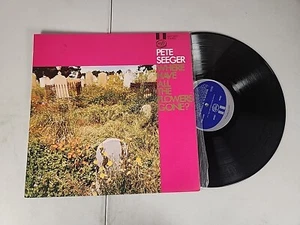 PETE
SEEGER
WHERE
HAVE
ALL
THE
FLOWERS
GONE?